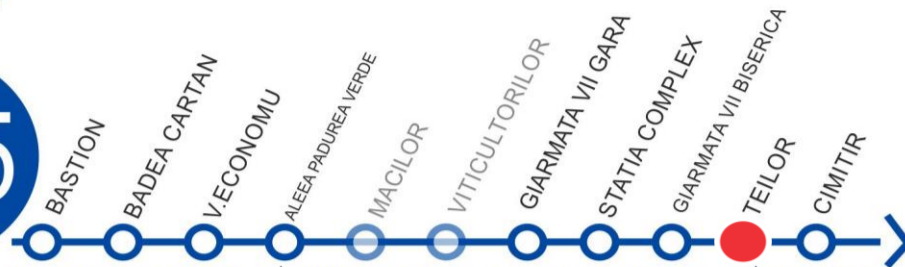 5
BASTION
BADEA CARTAN
V.ECONOMU
ALEEA PADUREA VERDE
MACILOR
VITICULTORILOR
GIARMATA VII GARA
STATIA COMPLEX
GIARMATA VII BISERICA
TEILOR
CIMITIR